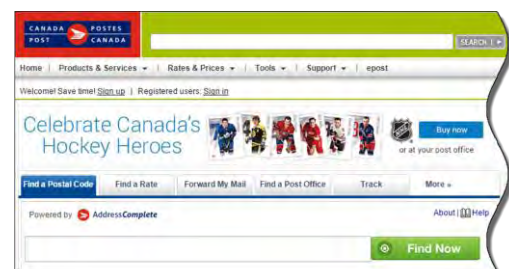 CANADA POSTES
POST CANADA
SEARCH
Home | Products & Services | Rates & Prices | Tools | Support | epost
Welcome! Save time! Sign up | Registered users: Sign in
Celebrate Canada's
Hockey Heroes
Buy now
or at your post office
Find a Postal Code Find a Rate Forward My Mail Find a Post Office Track More »
Powered by AddressComplete About | Help
Find Now